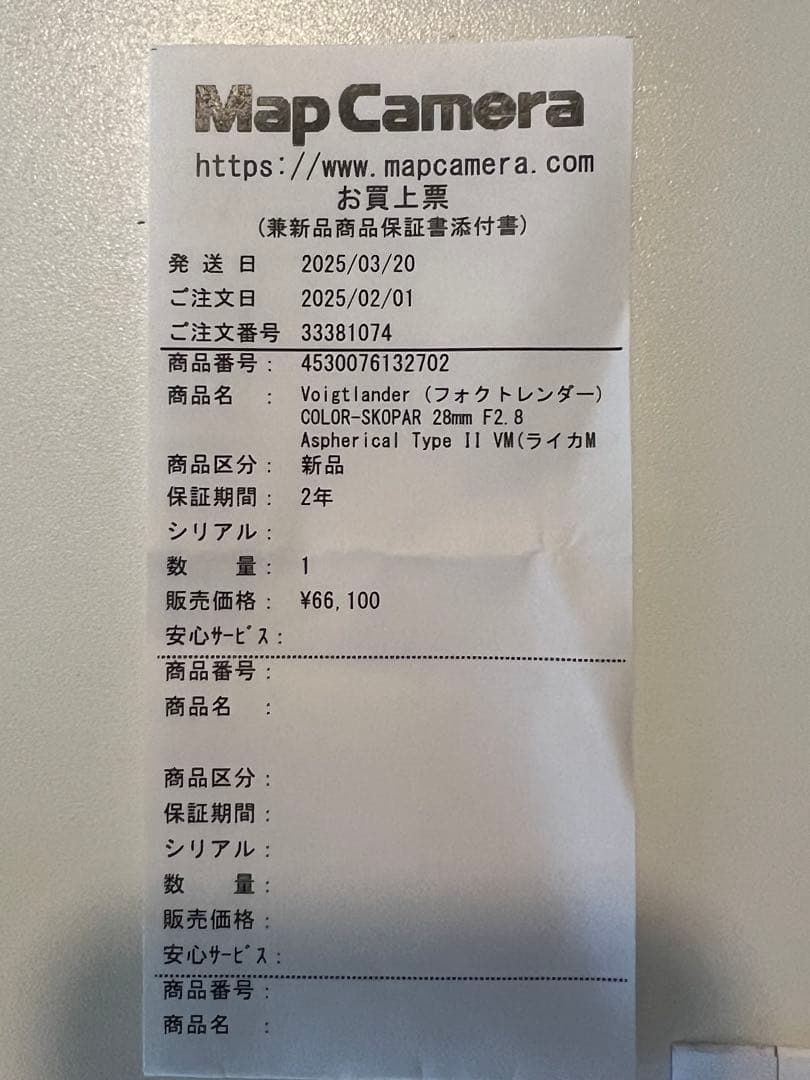 Map Camera
https://www.mapcamera.com
お買上票
(兼新品商品保証書添付書)
発 送 日 2025/03/20
ご注文日 2025/02/01
ご注文番号 33381074
商品番号: 4530076132702
商品名 : Voigtlander (フォクトレンダー)
COLOR-SKOPAR 28mm F2.8
Aspherical Type II VM(ライカM
商品区分: 新品
保証期間: 2年
シリアル:
数 量: 1
販売価格: ¥66,100
安心ｻｰﾋﾞｽ:
商品番号:
商品名 :
商品区分:
保証期間:
シリアル:
数 量:
販売価格:
安心ｻｰﾋﾞｽ:
商品番号:
商品名 :